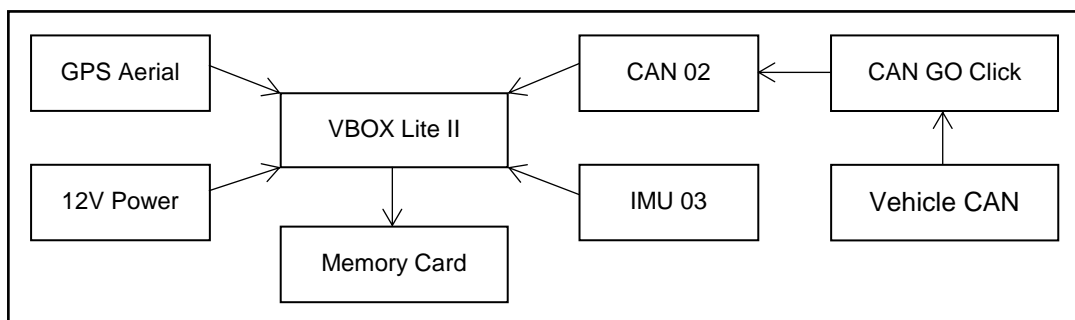 GPS Aerial
CAN 02
CAN GO Click
VBOX Lite II
12V Power
IMU 03
Vehicle CAN
Memory Card